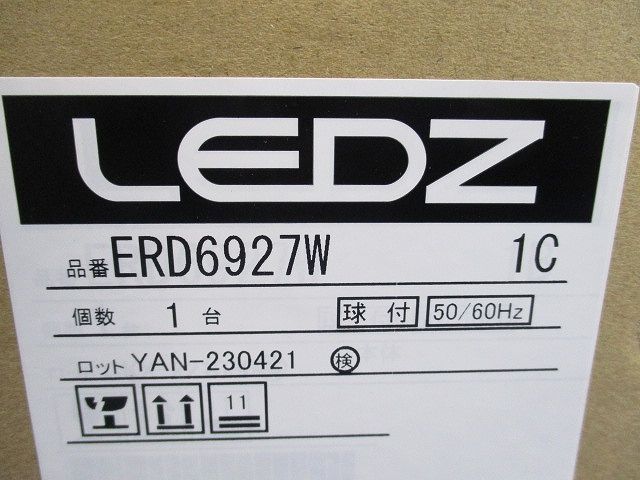 LEDZ
品番 ERD6927W 1C
個数 1 台 球付 50/60Hz
ロット YAN-230421 検
11